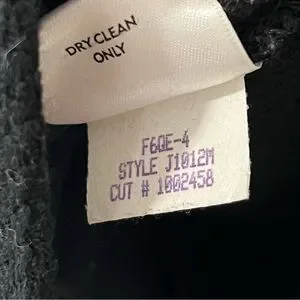 DRY CLEAN
ONLY
F6QE-4
STYLE J1012M
CUT # 1002458